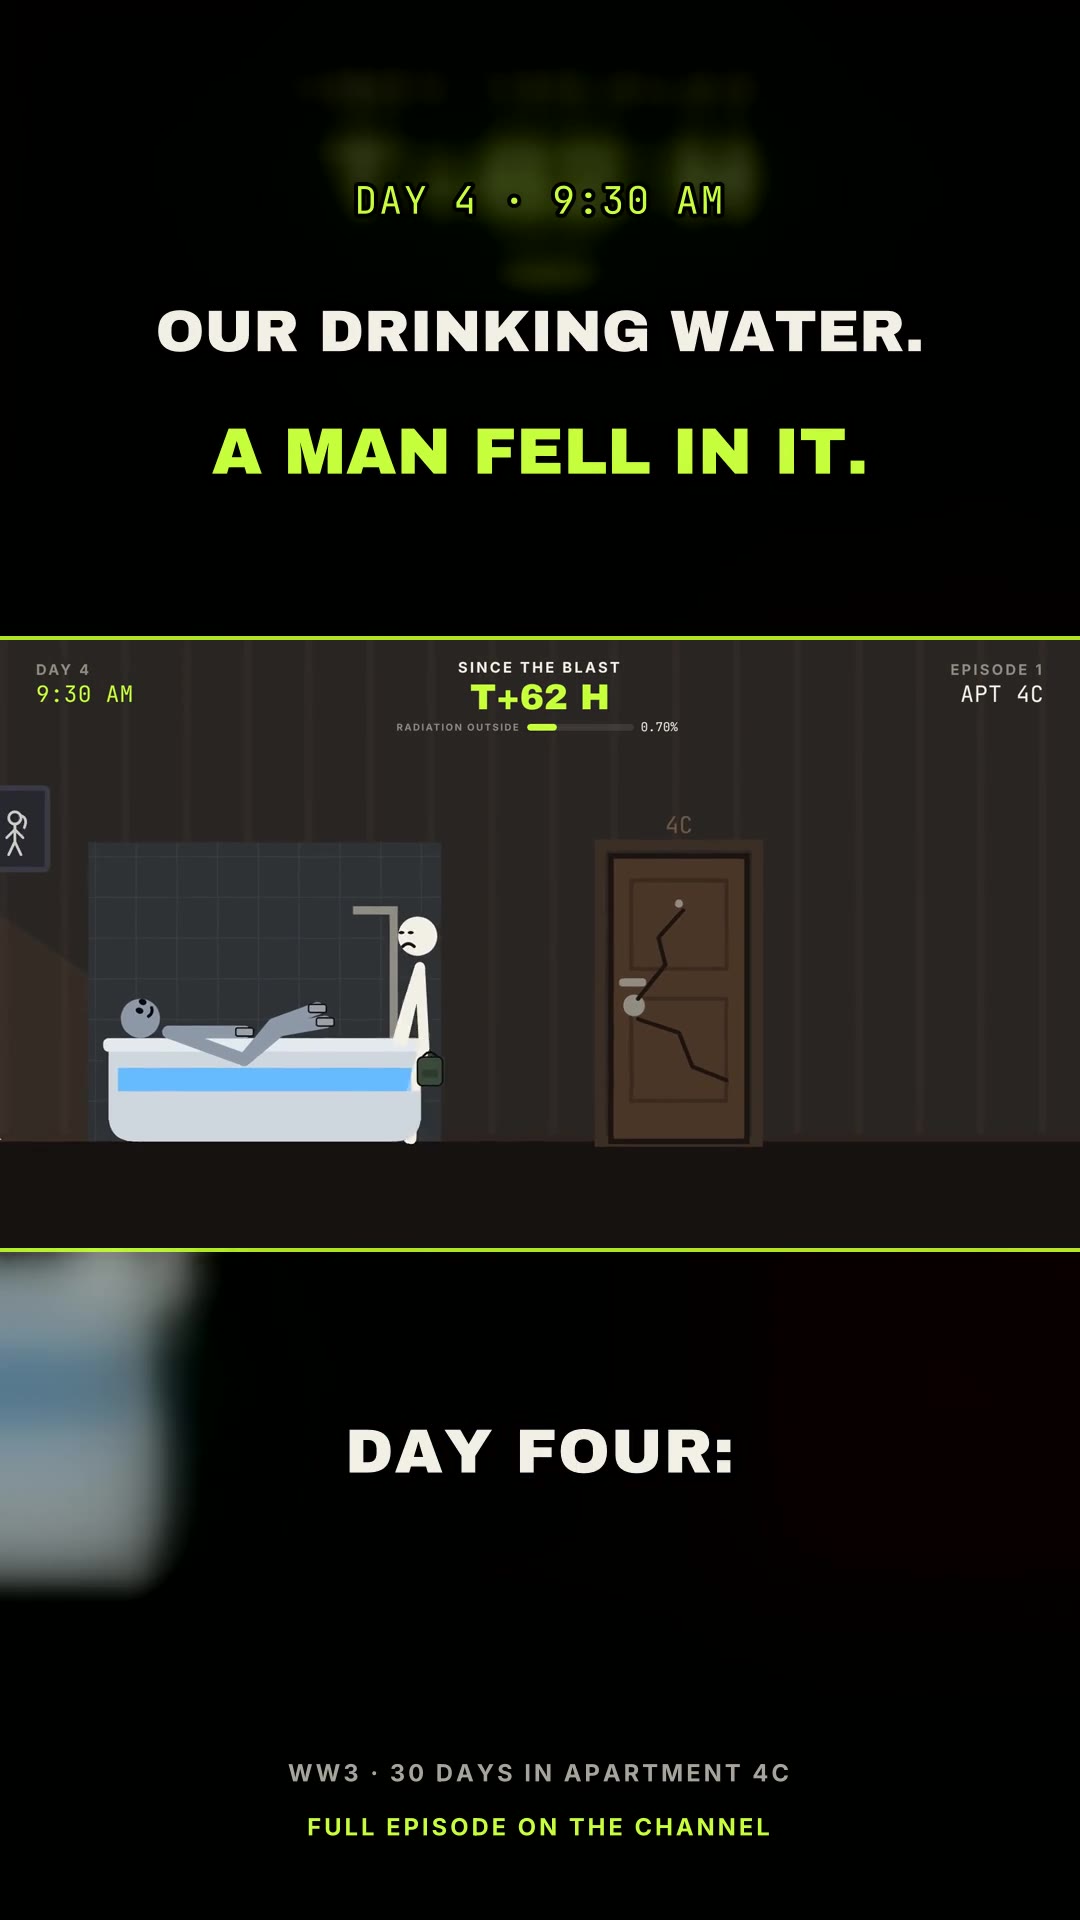 DAY 4 · 9:30 AM
OUR DRINKING WATER.
A MAN FELL IN IT.
DAY 4
9:30 AM
SINCE THE BLAST
T+62 H
RADIATION OUTSIDE 0.70%
EPISODE 1
APT 4C
4C
DAY FOUR:
WW3 · 30 DAYS IN APARTMENT 4C
FULL EPISODE ON THE CHANNEL